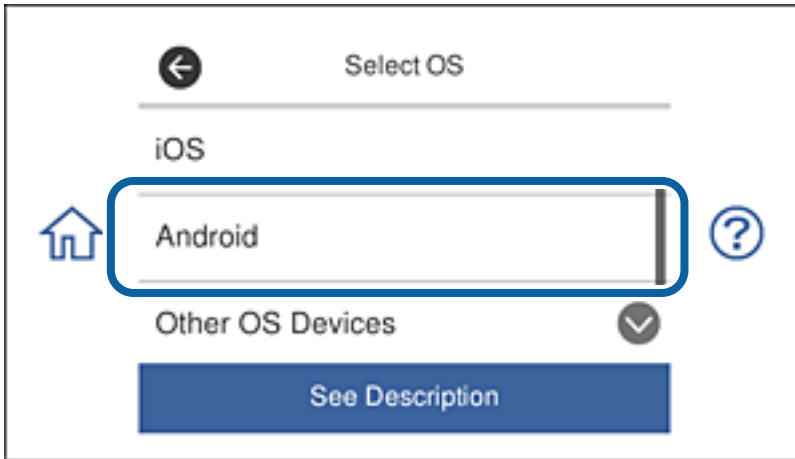 Select OS
iOS
Android
Other OS Devices
See Description